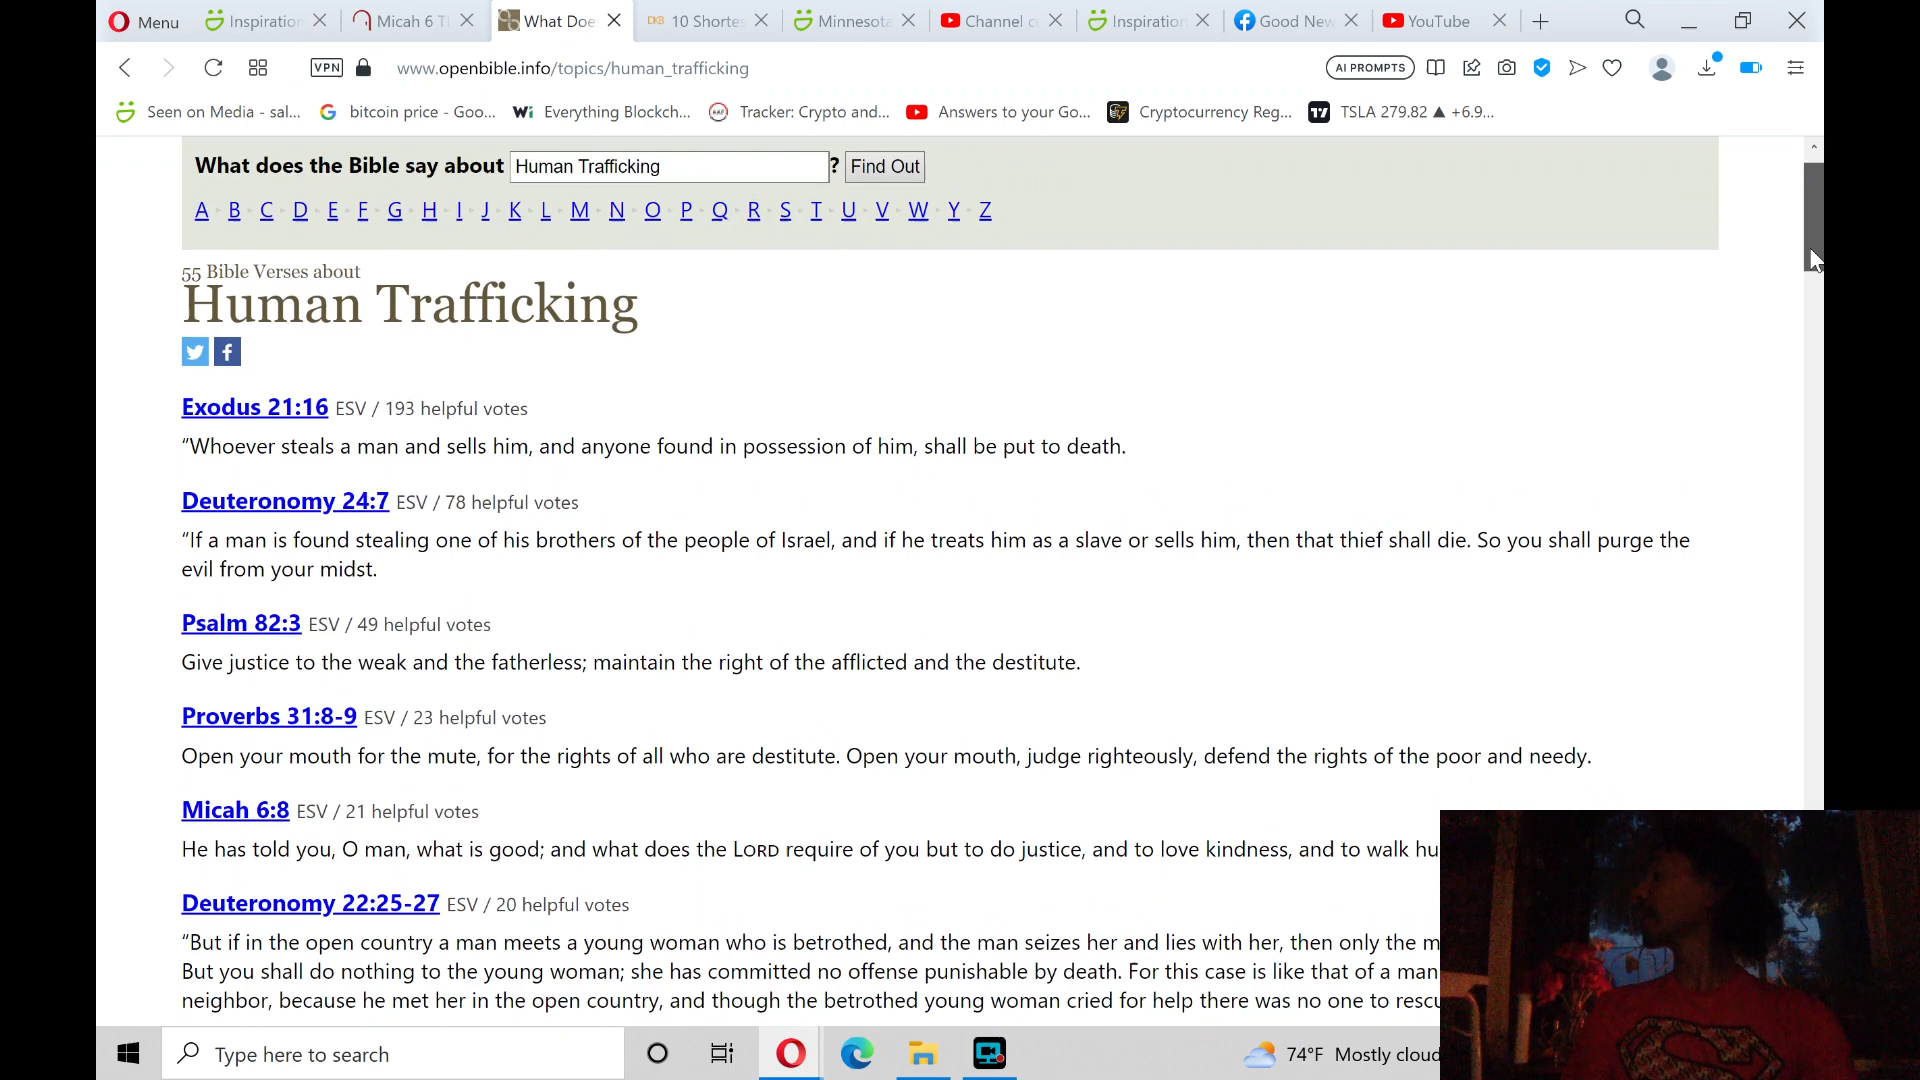 Menu
Inspiration
Micah 6 T
What Doe
DKB 10 Shortes
Minnesota
Channel c
Inspiration
Good New
YouTube
VPN
www.openbible.info/topics/human_trafficking
AI PROMPTS
Seen on Media - sal...
bitcoin price - Goo...
Wi Everything Blockch...
Tracker: Crypto and...
Answers to your Go...
Cryptocurrency Reg...
TSLA 279.82 ▲ +6.9...
What does the Bible say about Human Trafficking ? Find Out
A B C D E F G H I J K L M N O P Q R S T U V W Y Z
55 Bible Verses about
Human Trafficking
Exodus 21:16 ESV / 193 helpful votes
“Whoever steals a man and sells him, and anyone found in possession of him, shall be put to death.
Deuteronomy 24:7 ESV / 78 helpful votes
“If a man is found stealing one of his brothers of the people of Israel, and if he treats him as a slave or sells him, then that thief shall die. So you shall purge the
evil from your midst.
Psalm 82:3 ESV / 49 helpful votes
Give justice to the weak and the fatherless; maintain the right of the afflicted and the destitute.
Proverbs 31:8-9 ESV / 23 helpful votes
Open your mouth for the mute, for the rights of all who are destitute. Open your mouth, judge righteously, defend the rights of the poor and needy.
Micah 6:8 ESV / 21 helpful votes
He has told you, O man, what is good; and what does the LORD require of you but to do justice, and to love kindness, and to walk hu
Deuteronomy 22:25-27 ESV / 20 helpful votes
“But if in the open country a man meets a young woman who is betrothed, and the man seizes her and lies with her, then only the m
But you shall do nothing to the young woman; she has committed no offense punishable by death. For this case is like that of a man
neighbor, because he met her in the open country, and though the betrothed young woman cried for help there was no one to rescu
Type here to search
74°F Mostly cloud